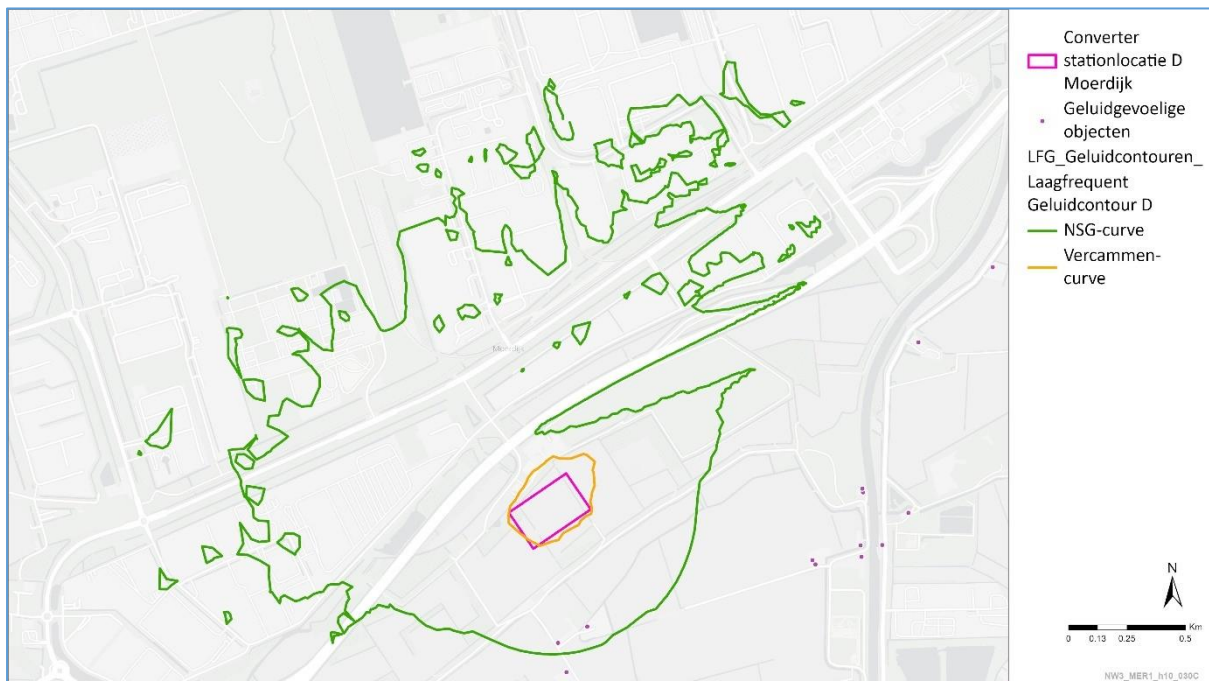 Moerdijk
Converter
stationlocatie D
Moerdijk
Geluidgevoelige
objecten
LFG_Geluidcontouren_
Laagfrequent
Geluidcontour D
NSG-curve
Vercammen-
curve
N
Km
0 0.13 0.25 0.5
NW3_MER1_h10_030C